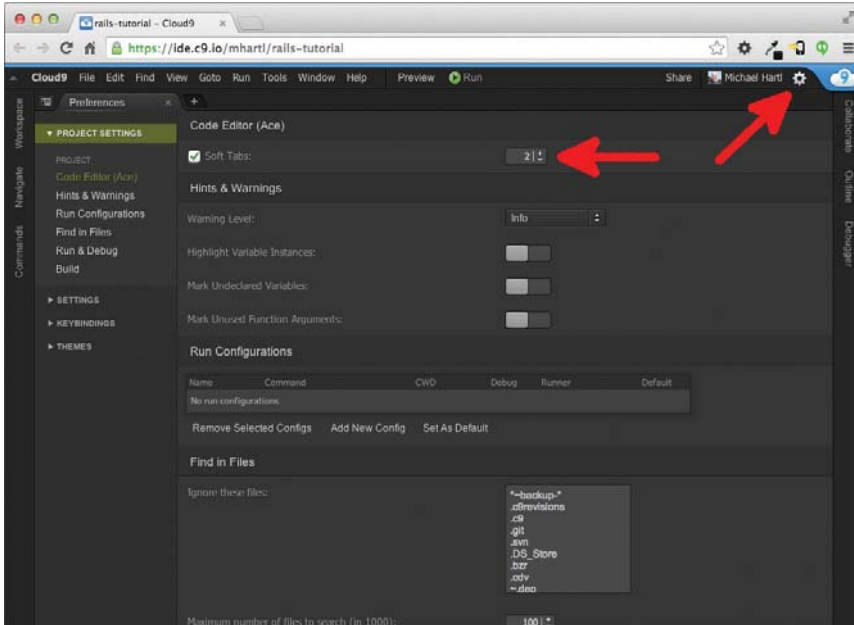 rails-tutorial - Cloud9
https://ide.c9.io/mhartl/rails-tutorial
Cloud9 File Edit Find View Goto Run Tools Window Help Preview Run Share Michael Hartl
Workspace
Navigate
Commands
Preferences
PROJECT SETTINGS
PROJECT
Code Editor (Ace)
Hints & Warnings
Run Configurations
Find in Files
Run & Debug
Build
SETTINGS
KEYBINDINGS
THEMES
Code Editor (Ace)
Soft Tabs: 2
Hints & Warnings
Warning Level: Info
Highlight Variable Instances:
Mark Undeclared Variables:
Mark Unused Function Arguments:
Run Configurations
Name Command CWD Debug Runner Default
No run configurations
Remove Selected Configs Add New Config Set As Default
Find in Files
Ignore these files:
*~backup-*
.c9revisions
.c9
.git
.svn
.DS_Store
.bzr
.cdv
~.dep
Maximum number of files to search (in 1000): 100
Collaborate
Outline
Debugger